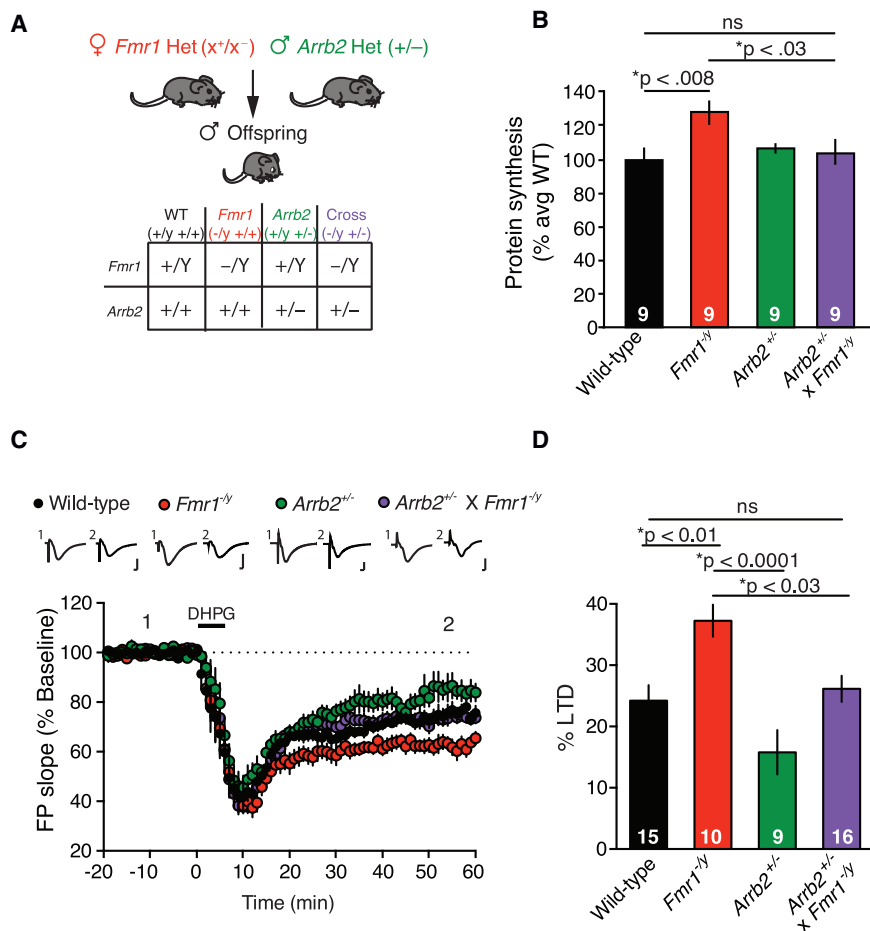 A
♀ Fmr1 Het (x⁺/x⁻) ♂ Arrb2 Het (+/–)
♂ Offspring
WT Fmr1 Arrb2 Cross
(+/y +/+) (-/y +/+) (+/y +/-) (-/y +/-)
Fmr1 +/Y –/Y +/Y –/Y
Arrb2 +/+ +/+ +/– +/–
B
ns
*p < .03
*p < .008
Protein synthesis
(% avg WT)
140
120
100
80
60
40
20
0
9 9 9 9
Wild-type
Fmr1⁻/ʸ
Arrb2⁺/⁻
Arrb2⁺/⁻
x Fmr1⁻/ʸ
C
Wild-type Fmr1⁻/ʸ Arrb2⁺/⁻ Arrb2⁺/⁻ X Fmr1⁻/ʸ
1 2 1 2 1 2 1 2
FP slope (% Baseline)
120
100
80
60
40
20
1 DHPG 2
-20 -10 0 10 20 30 40 50 60
Time (min)
D
ns
*p < 0.01
*p < 0.0001
*p < 0.03
% LTD
40
30
20
10
0
15 10 9 16
Wild-type
Fmr1⁻/ʸ
Arrb2⁺/⁻
Arrb2⁺/⁻
x Fmr1⁻/ʸ